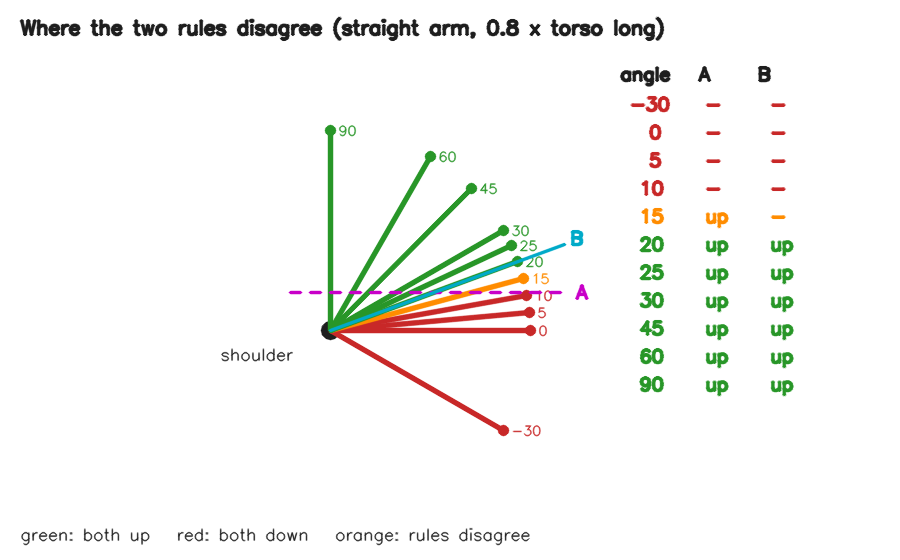 Where the two rules disagree (straight arm, 0.8 x torso long)
angle A B
−30 − −
0 − −
5 − −
10 − −
15 up −
20 up up
25 up up
30 up up
45 up up
60 up up
90 up up
90
60
45
30
25
B
20
15
A
10
5
0
shoulder
−30
green: both up red: both down orange: rules disagree